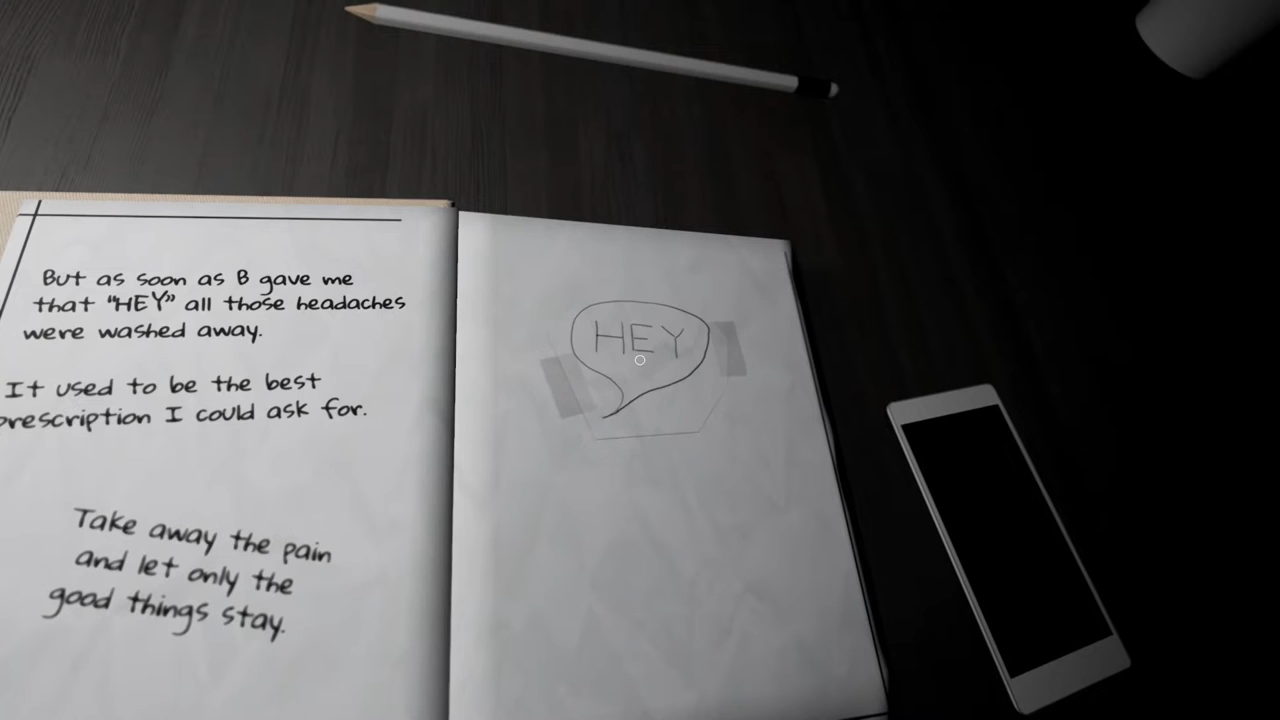 But as soon as B gave me
that "HEY" all those headaches
were washed away.
It used to be the best
prescription I could ask for.
Take away the pain
and let only the
good things stay.
HEY